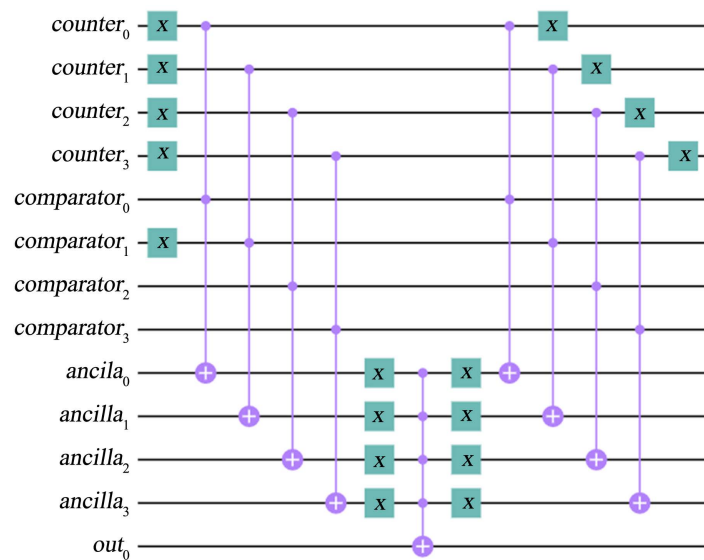 counter₀ X X
counter₁ X X
counter₂ X X
counter₃ X X
comparator₀
comparator₁ X
comparator₂
comparator₃
ancila₀ X X
ancilla₁ X X
ancilla₂ X X
ancilla₃ X X
out₀